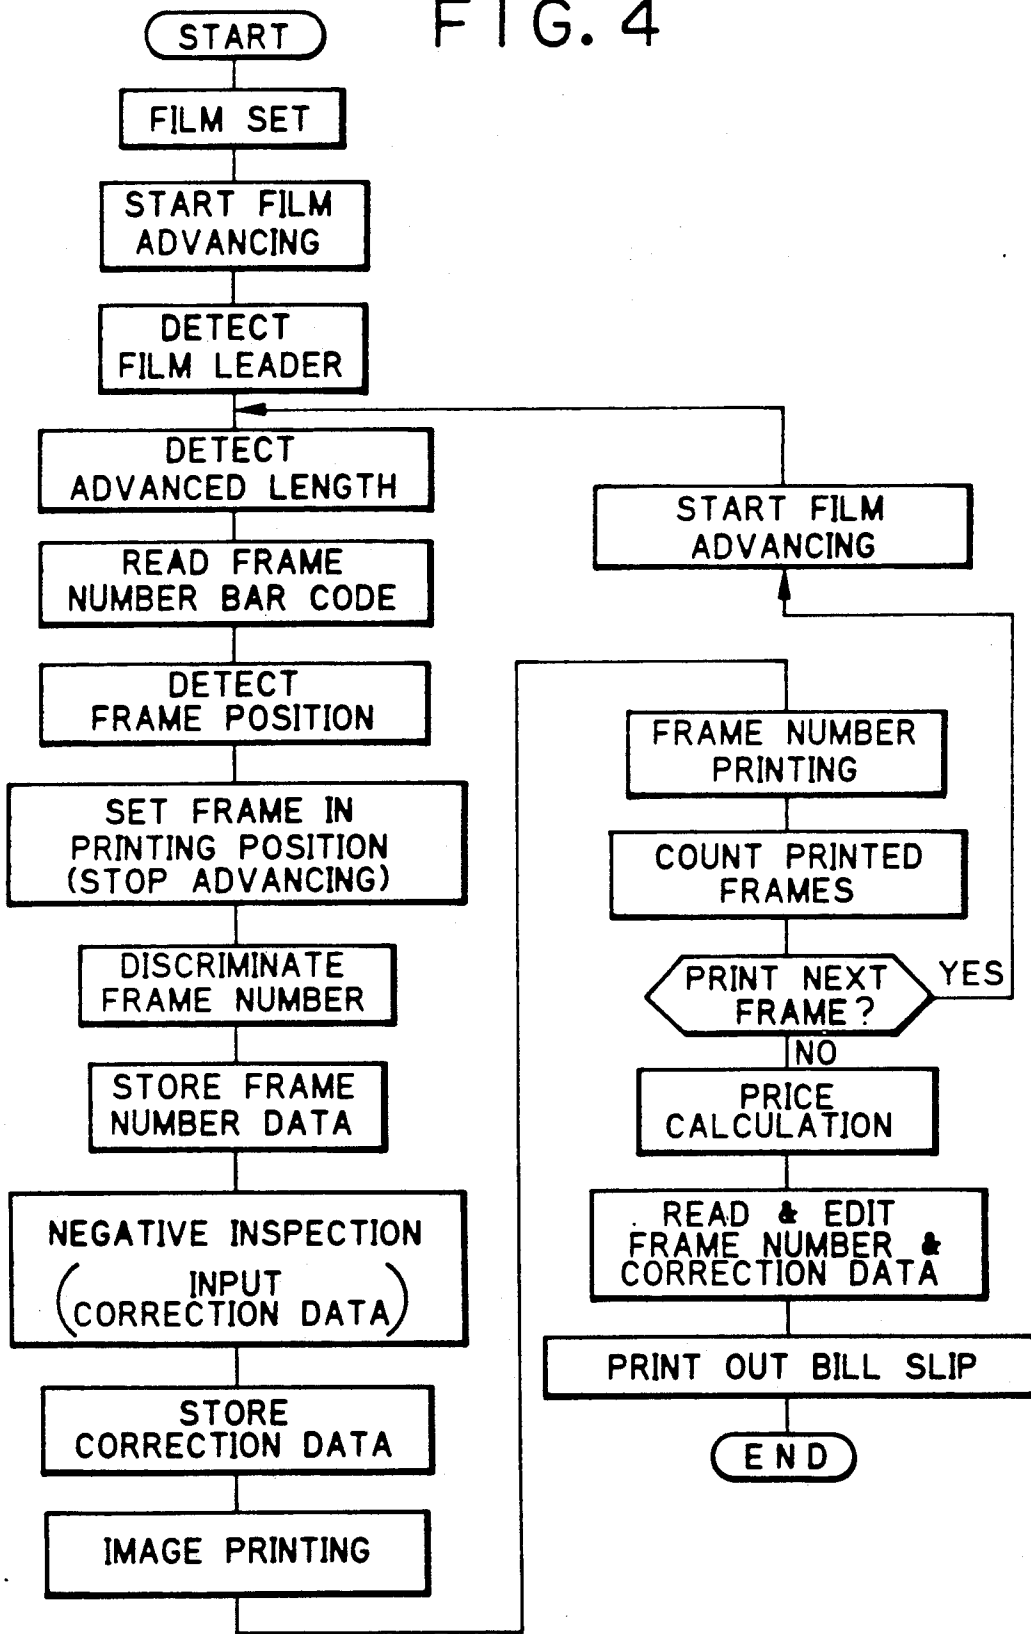 FIG. 4
START
FILM SET
START FILM
ADVANCING
DETECT
FILM LEADER
DETECT
ADVANCED LENGTH
READ FRAME
NUMBER BAR CODE
DETECT
FRAME POSITION
SET FRAME IN
PRINTING POSITION
(STOP ADVANCING)
DISCRIMINATE
FRAME NUMBER
STORE FRAME
NUMBER DATA
NEGATIVE INSPECTION
(INPUT
CORRECTION DATA)
STORE
CORRECTION DATA
IMAGE PRINTING
START FILM
ADVANCING
FRAME NUMBER
PRINTING
COUNT PRINTED
FRAMES
PRINT NEXT
FRAME?
YES
NO
PRICE
CALCULATION
READ & EDIT
FRAME NUMBER &
CORRECTION DATA
PRINT OUT BILL SLIP
END